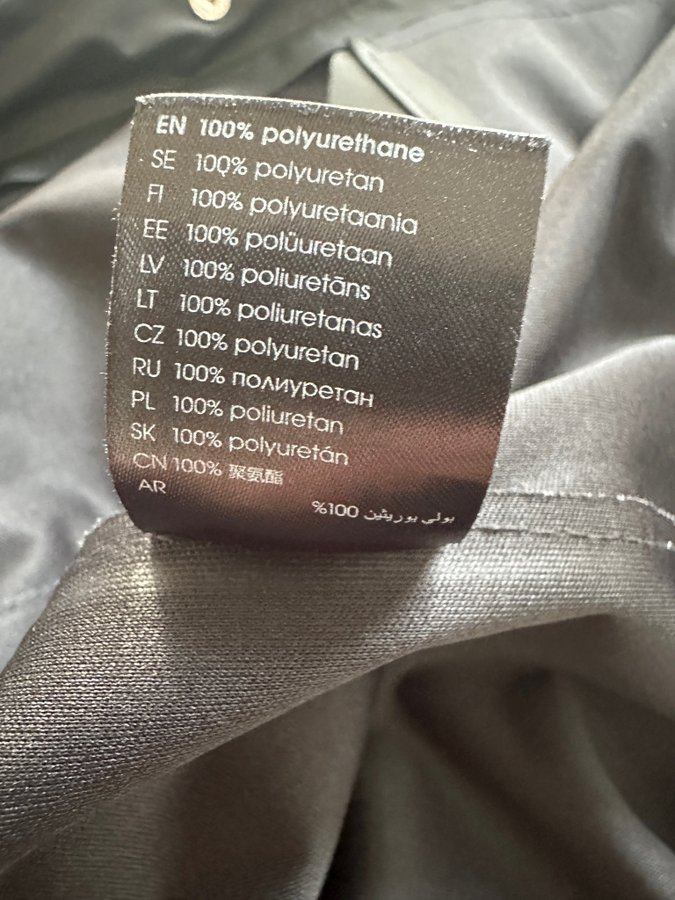 EN 100% polyurethane
SE 100% polyuretan
FI 100% polyuretaania
EE 100% polüuretaan
LV 100% poliuretāns
LT 100% poliuretanas
CZ 100% polyuretan
RU 100% полиуретан
PL 100% poliuretan
SK 100% polyuretán
CN 100% 聚氨酯
AR
بولي يوريثين 100%